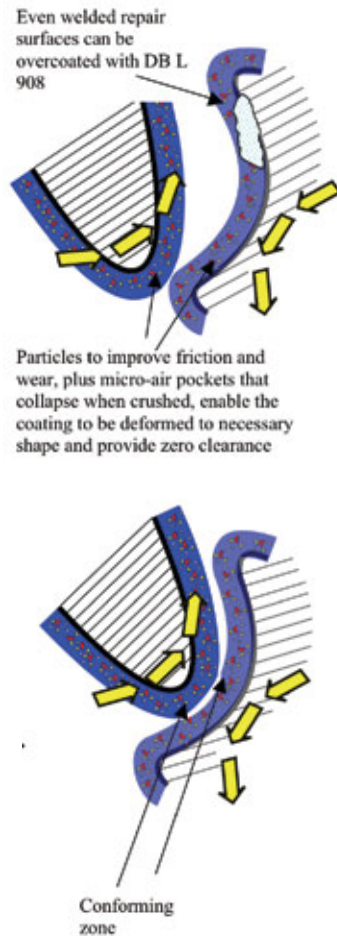 Even welded repair
surfaces can be
overcoated with DB L
908
Particles to improve friction and
wear, plus micro-air pockets that
collapse when crushed, enable the
coating to be deformed to necessary
shape and provide zero clearance
Conforming
zone